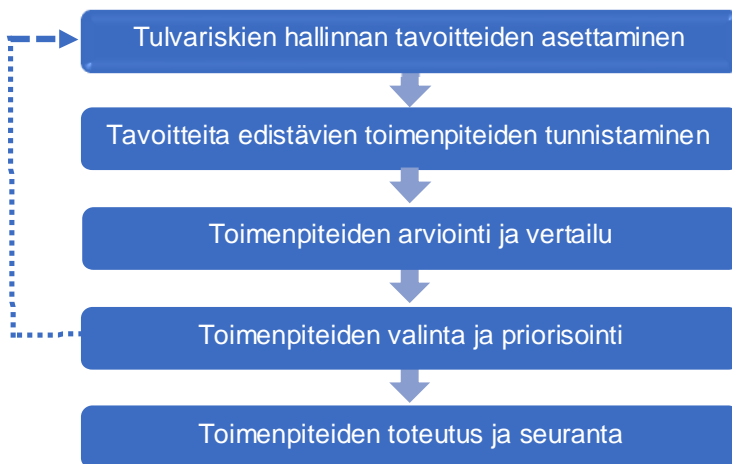 Tulvariskien hallinnan tavoitteiden asettaminen
Tavoitteita edistävien toimenpiteiden tunnistaminen
Toimenpiteiden arviointi ja vertailu
Toimenpiteiden valinta ja priorisointi
Toimenpiteiden toteutus ja seuranta